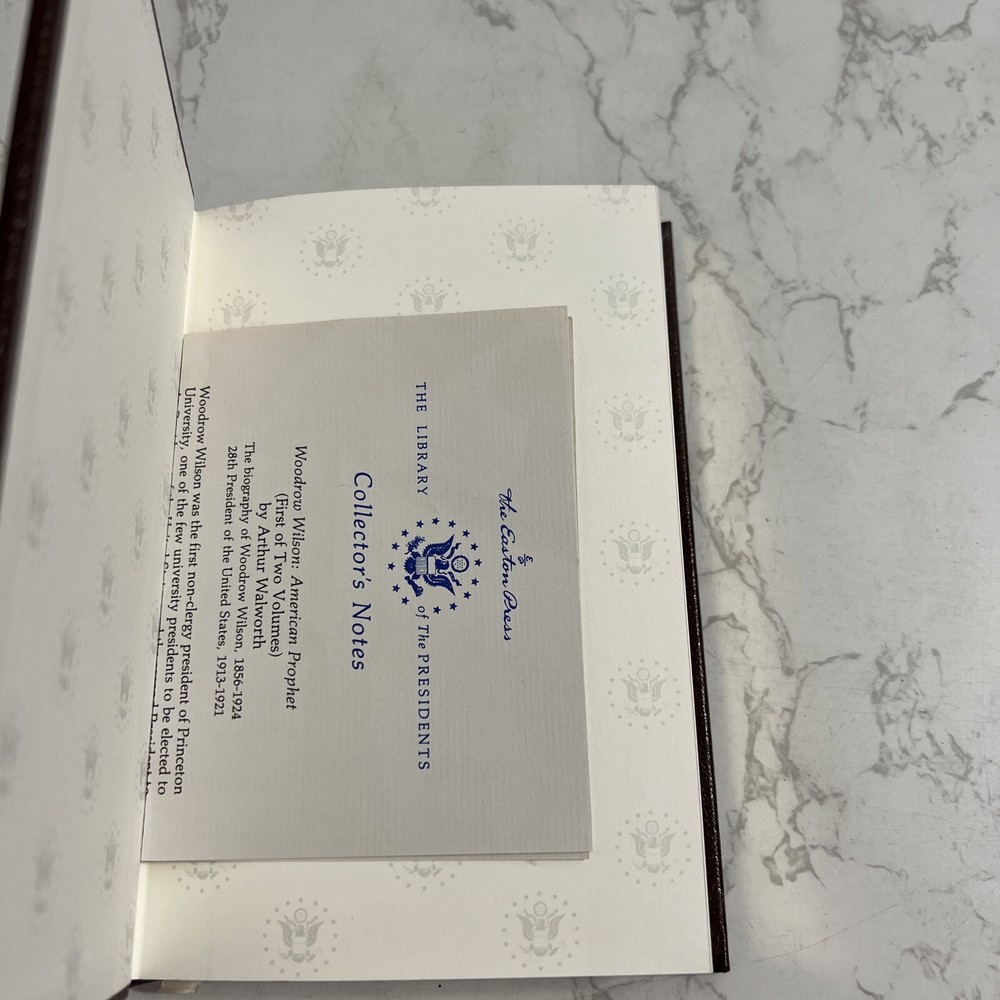 The Easton Press
THE LIBRARY of The PRESIDENTS
Collector's Notes
Woodrow Wilson: American Prophet
(First of Two Volumes)
by Arthur Walworth
The biography of Woodrow Wilson, 1856-1924
28th President of the United States, 1913-1921
Woodrow Wilson was the first non-clergy president of Princeton
University, one of the few university presidents to be elected to